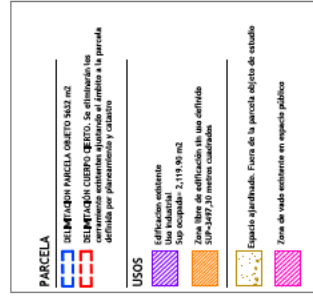 PARCELA
DELIMITACIÓN PARCELA OBJETO 5632 m2
DELIMITACIÓN CUERPO CIERTO. Se eliminarán los
cerramiento existentes ajustando el ámbito a la parcela
definida por planeamiento y catastro
USOS
Edificacion existente
Uso Industrial
Sup ocupada= 2,119,90 m2
Zona libre de edificación sin uso definido
SUP=3497,30 metros cuadrados
Espacio ajardinado. Fuera de la parcela objeto de estudio
Zona de vado existente en espacio público